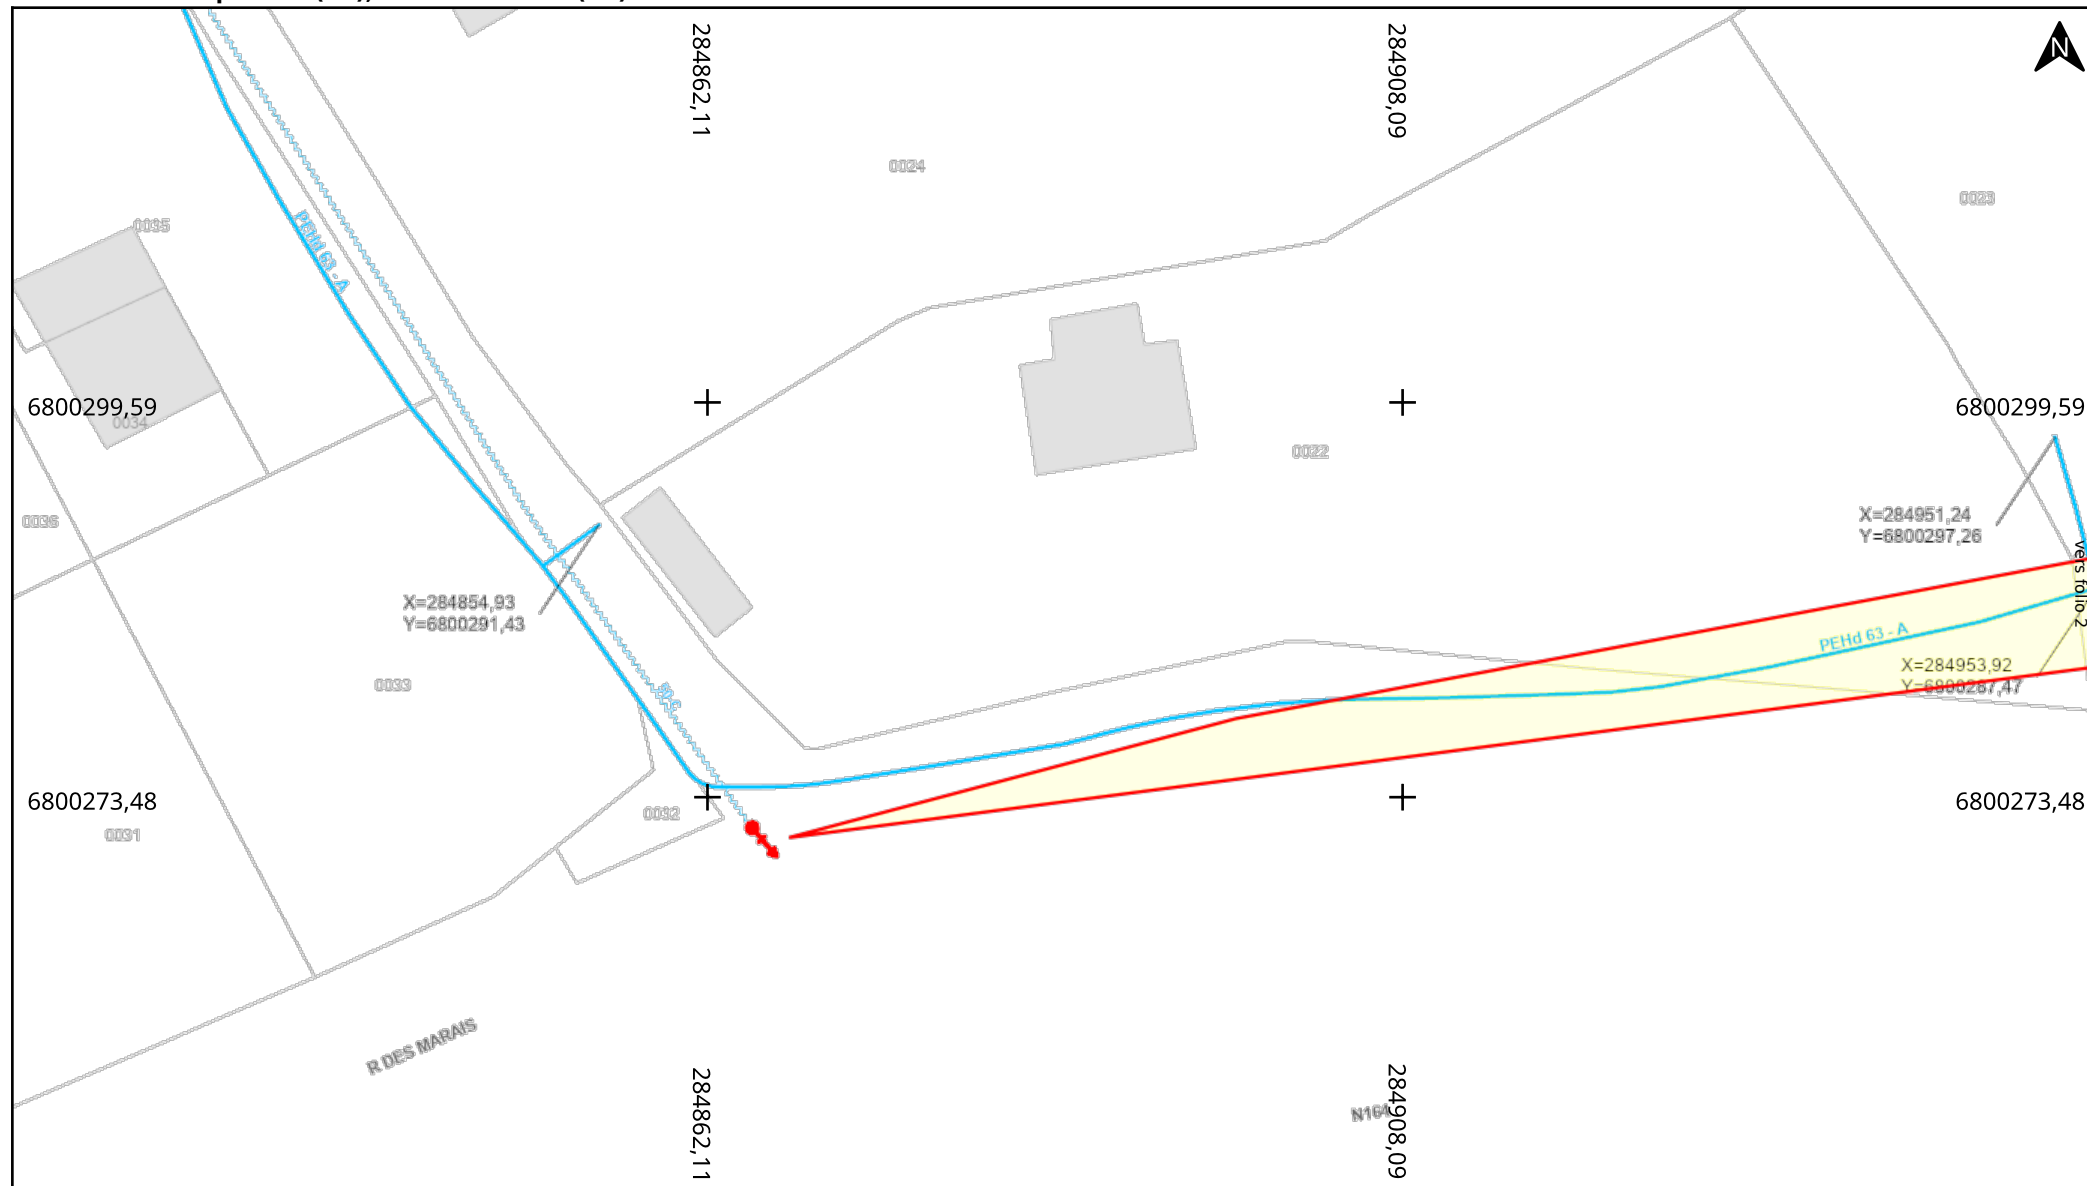 284862,11
284908,09
N
0024
0023
0035
PEHd 63 - A
6800299,59
6800299,59
0034
0022
0036
X=284951,24
Y=6800297,26
vers folio 2
X=284854,93
Y=6800291,43
PEHd 63 - A
X=284953,92
Y=6800287,47
0033
6800273,48
6800273,48
0032
0031
R DES MARAIS
284862,11
284908,09
N164